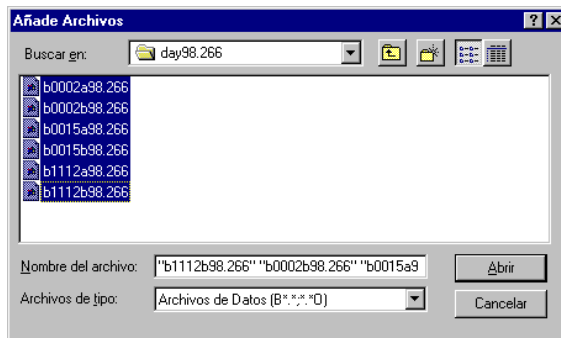 Añade Archivos
Buscar en: day98.266
b0002a98.266
b0002b98.266
b0015a98.266
b0015b98.266
b1112a98.266
b1112b98.266
Nombre del archivo: "b1112b98.266" "b0002b98.266" "b0015a9 Abrir
Archivos de tipo: Archivos de Datos (B*.*;*.*O) Cancelar